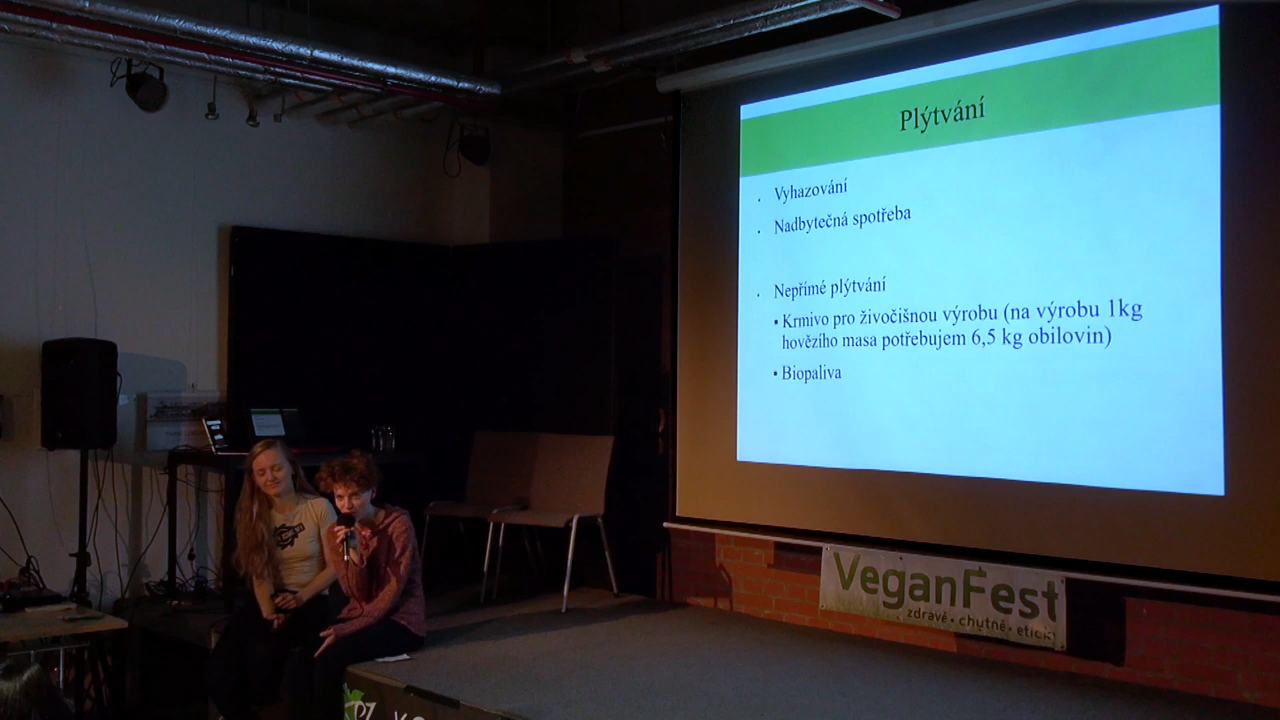 Plýtvání
Vyhazování
Nadbytečná spotřeba
Nepřímé plýtvání
Krmivo pro živočišnou výrobu (na výrobu 1kg
hovězího masa potřebujem 6,5 kg obilovin)
Biopaliva
VeganFest
zdravě • chutně • eticky